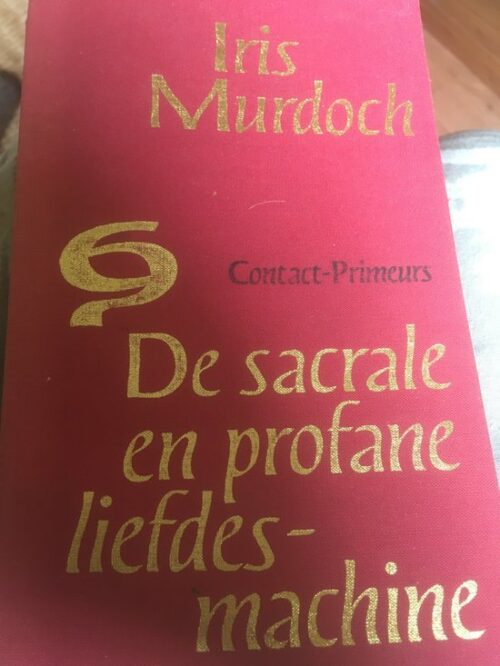 Iris
Murdoch
Contact-Primeurs
De sacrale
en profane
liefdes-
machine